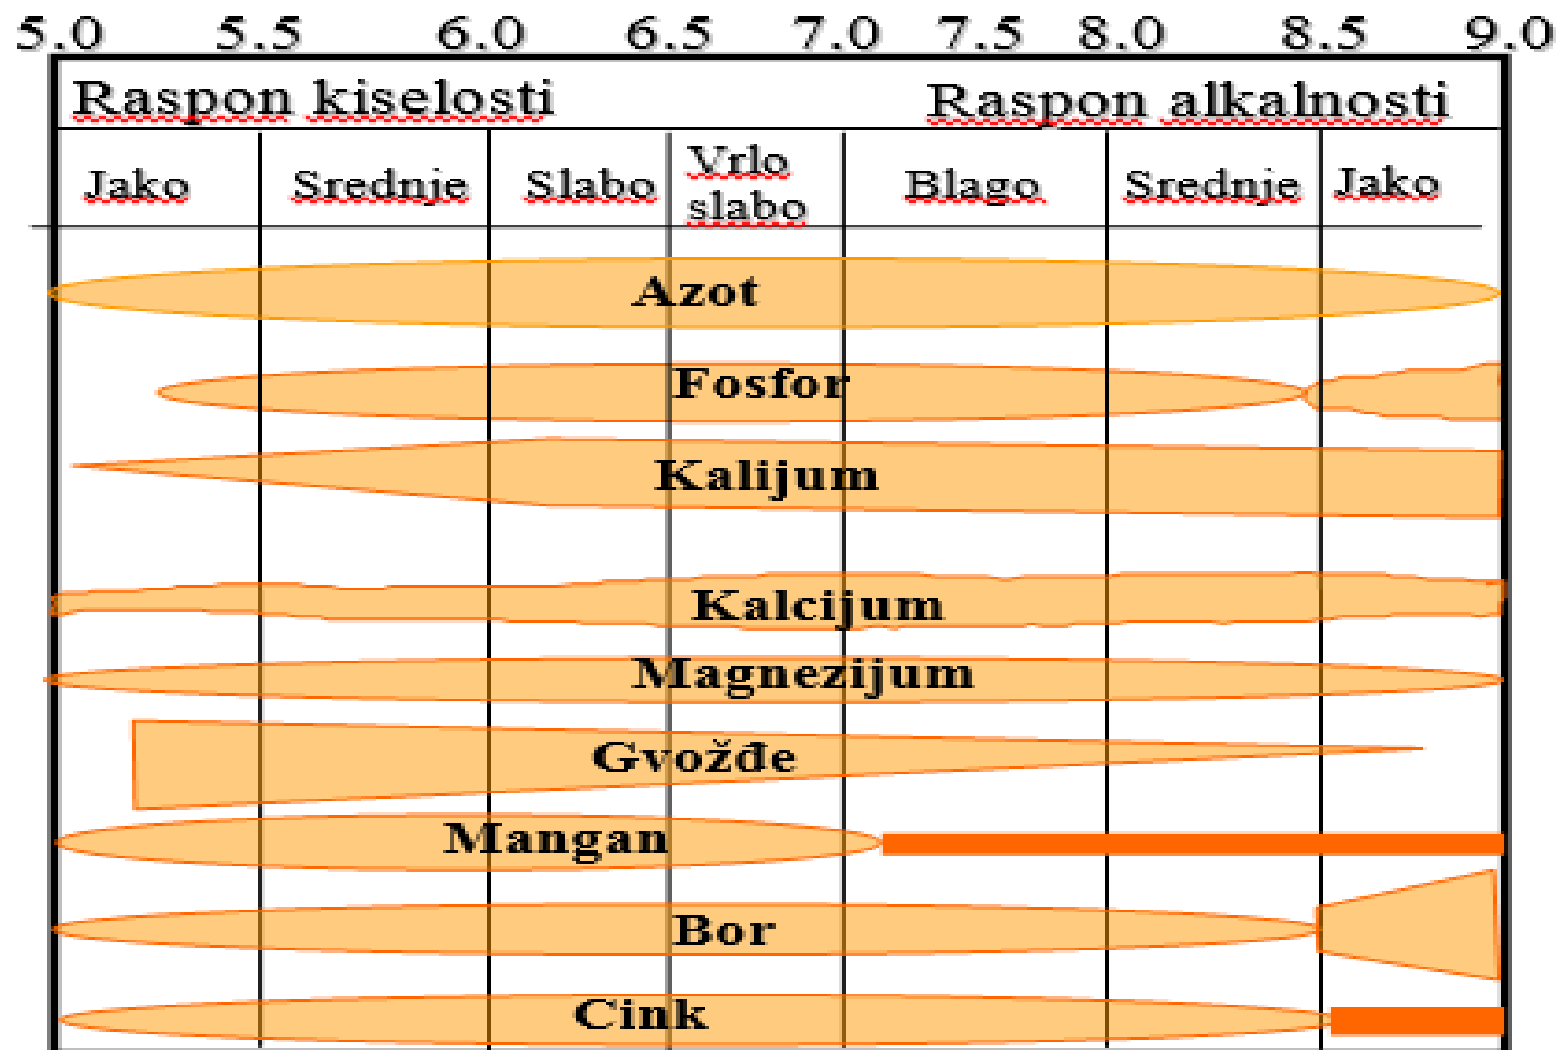 5.0 5.5 6.0 6.5 7.0 7.5 8.0 8.5 9.0
Raspon kiselosti Raspon alkalnosti
Jako Srednje Slabo Vrlo slabo Blago Srednje Jako
Azot
Fosfor
Kalijum
Kalcijum
Magnezijum
Gvožđe
Mangan
Bor
Cink